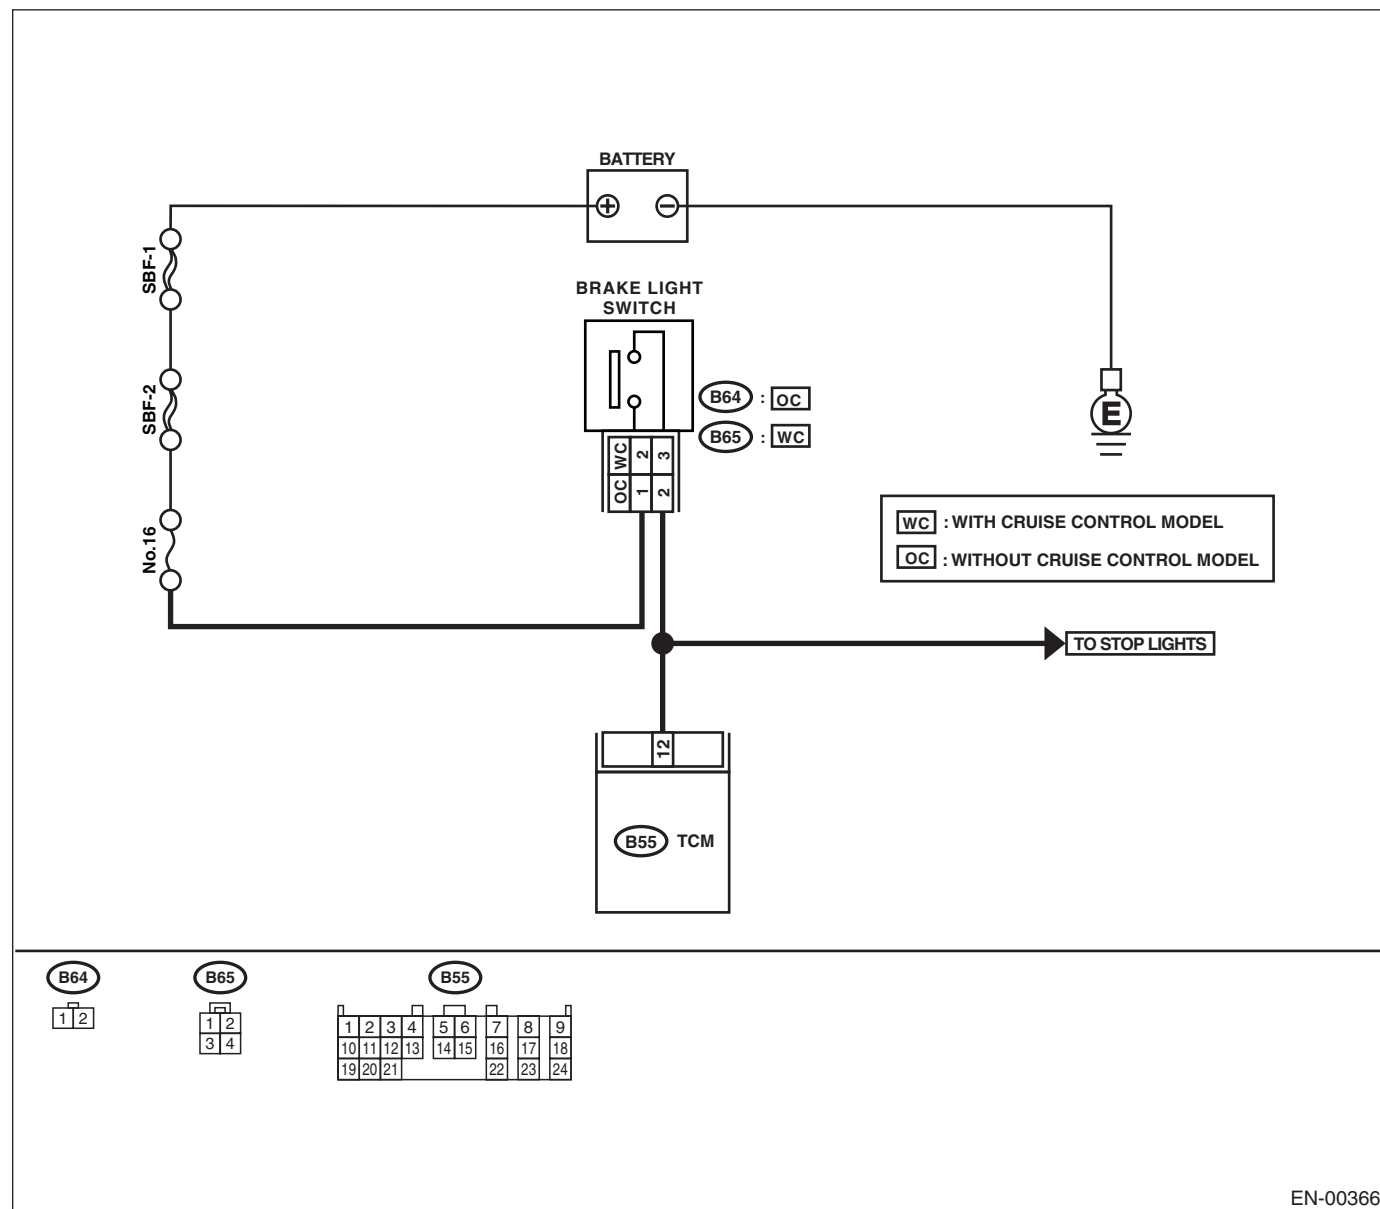 BATTERY
SBF-1
BRAKE LIGHT
SWITCH
SBF-2
B64 : OC
B65 : WC
WC 2 3
OC 1 2
E
No.16
WC : WITH CRUISE CONTROL MODEL
OC : WITHOUT CRUISE CONTROL MODEL
TO STOP LIGHTS
12
B55 TCM
B64
B65
B55
1 2
1 2
3 4
1 2 3 4 5 6 7 8 9
10 11 12 13 14 15 16 17 18
19 20 21 22 23 24
EN-00366